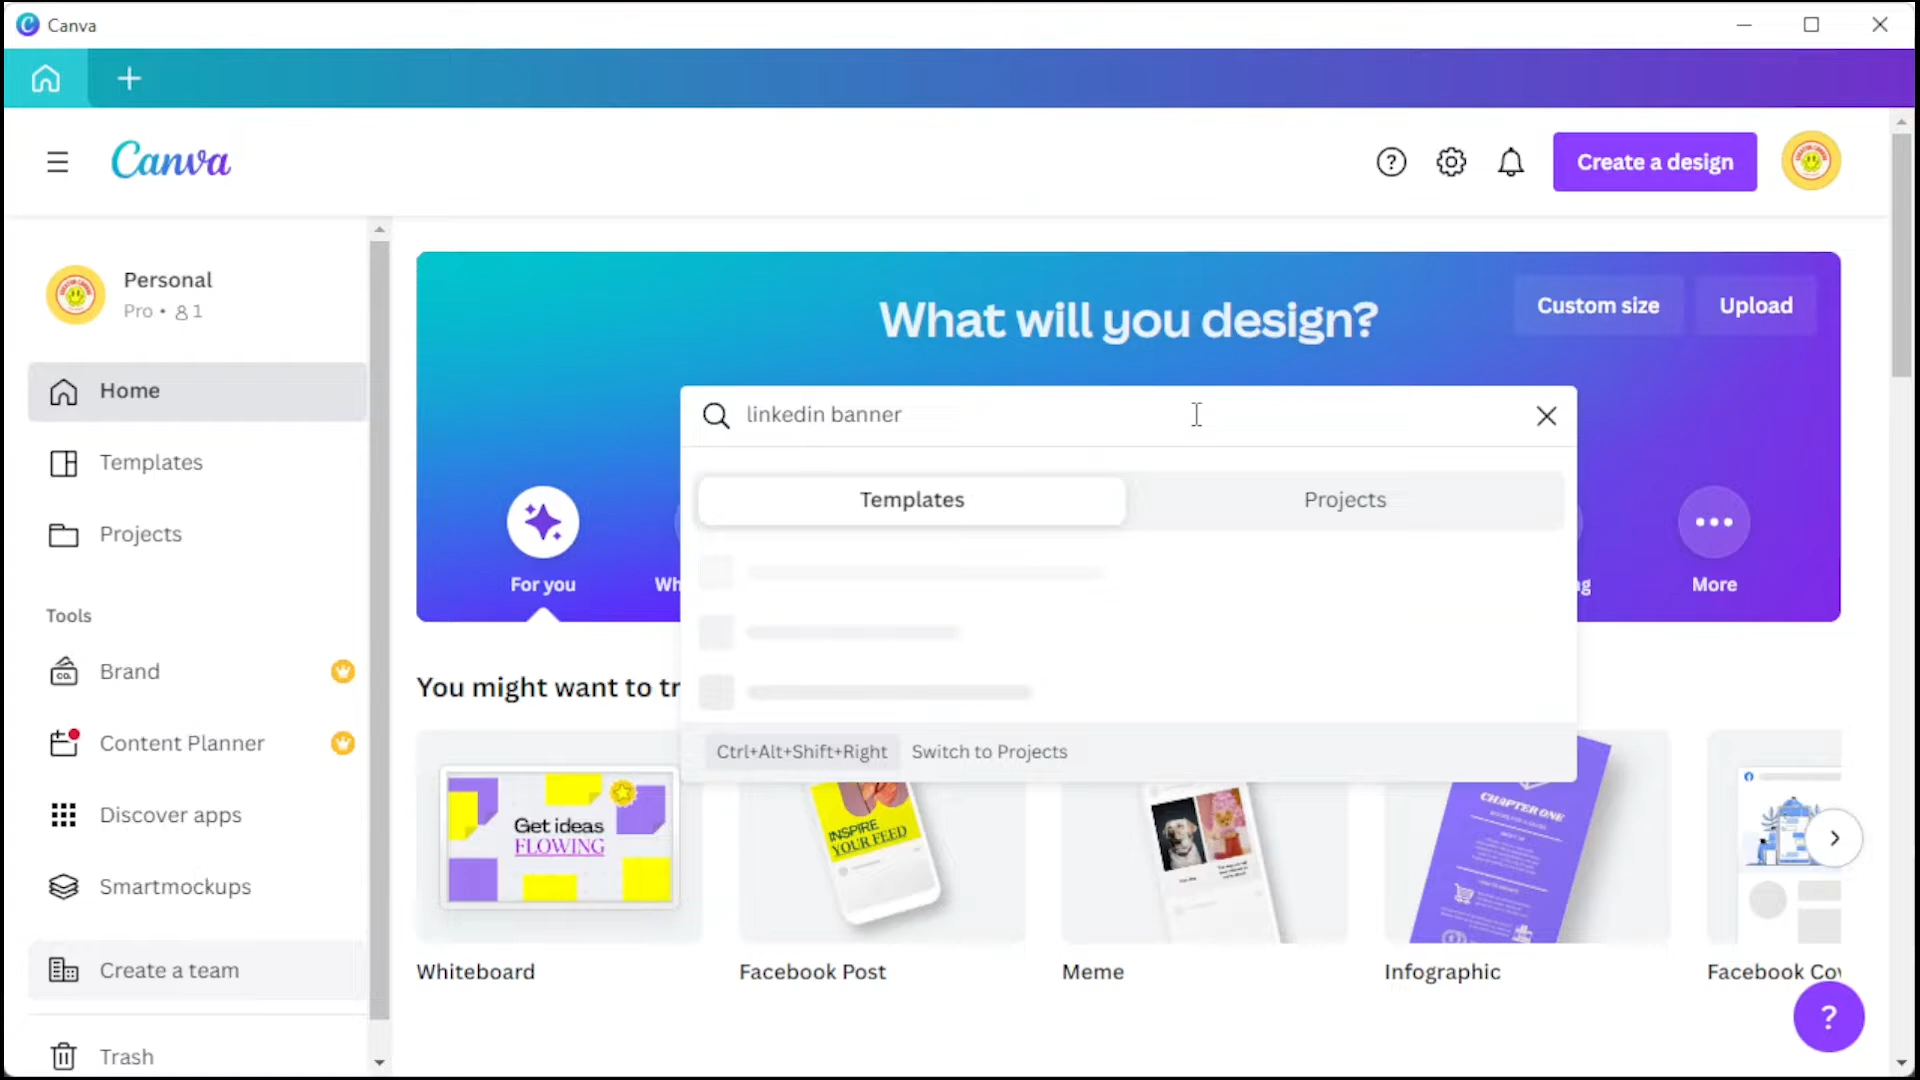 Canva
Canva
Create a design
Personal
Pro • 1
Home
Templates
Projects
Tools
Brand
Content Planner
Discover apps
Smartmockups
Create a team
Trash
What will you design?
Custom size
Upload
linkedin banner
Templates
Projects
For you
Wh
g
More
Ctrl+Alt+Shift+Right Switch to Projects
You might want to tr
Get ideas
FLOWING
INSPIRE
YOUR FEED
CHAPTER ONE
Whiteboard
Facebook Post
Meme
Infographic
Facebook Cov
?